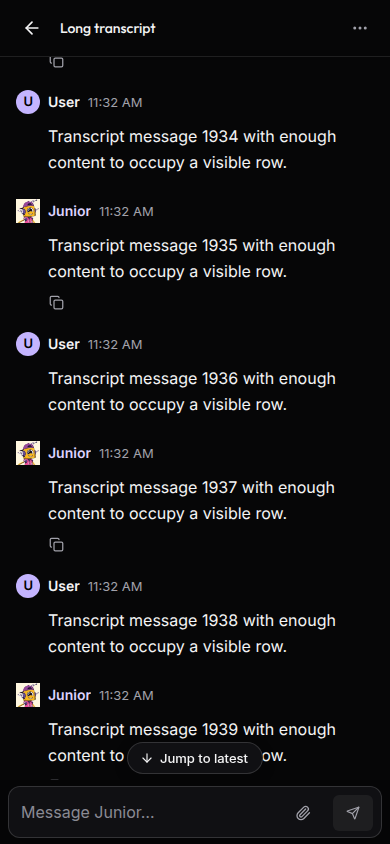 Long transcript
U User 11:32 AM
Transcript message 1934 with enough
content to occupy a visible row.
Junior 11:32 AM
Transcript message 1935 with enough
content to occupy a visible row.
U User 11:32 AM
Transcript message 1936 with enough
content to occupy a visible row.
Junior 11:32 AM
Transcript message 1937 with enough
content to occupy a visible row.
U User 11:32 AM
Transcript message 1938 with enough
content to occupy a visible row.
Junior 11:32 AM
Transcript message 1939 with enough
content to ow.
Jump to latest
Message Junior...